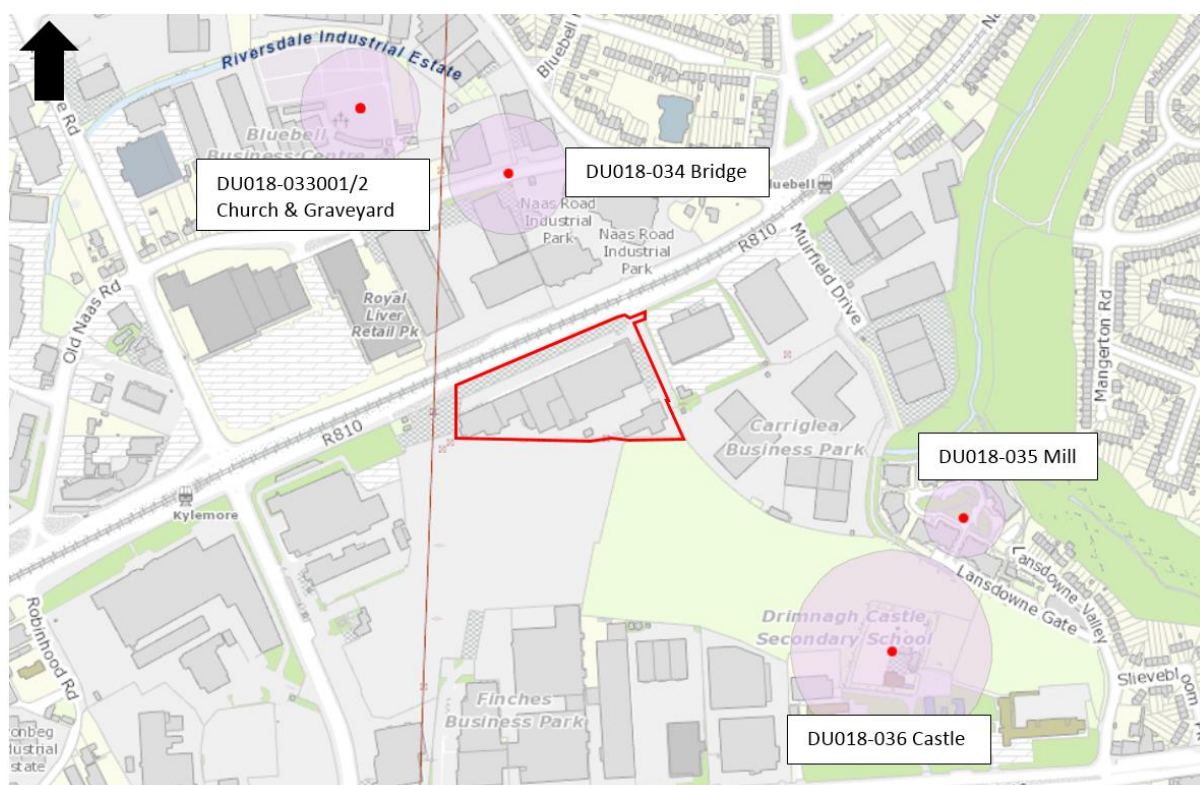 Riversdale Industrial Estate
Bluebell
Business Centre
DU018-033001/2
Church & Graveyard
DU018-034 Bridge
Naas Road
Industrial
Park
Naas Road
Industrial
Park
R810
Muirfield Drive
Mangerton Rd
Old Naas Rd
Royal
Liver
Retail Pk
R810
Kylemore
Carriglea
Business Park
DU018-035 Mill
Lansdowne Valley
Lansdowne Gate
Drimnagh Castle
Secondary School
Robinhood Rd
Finches
Business Park
DU018-036 Castle